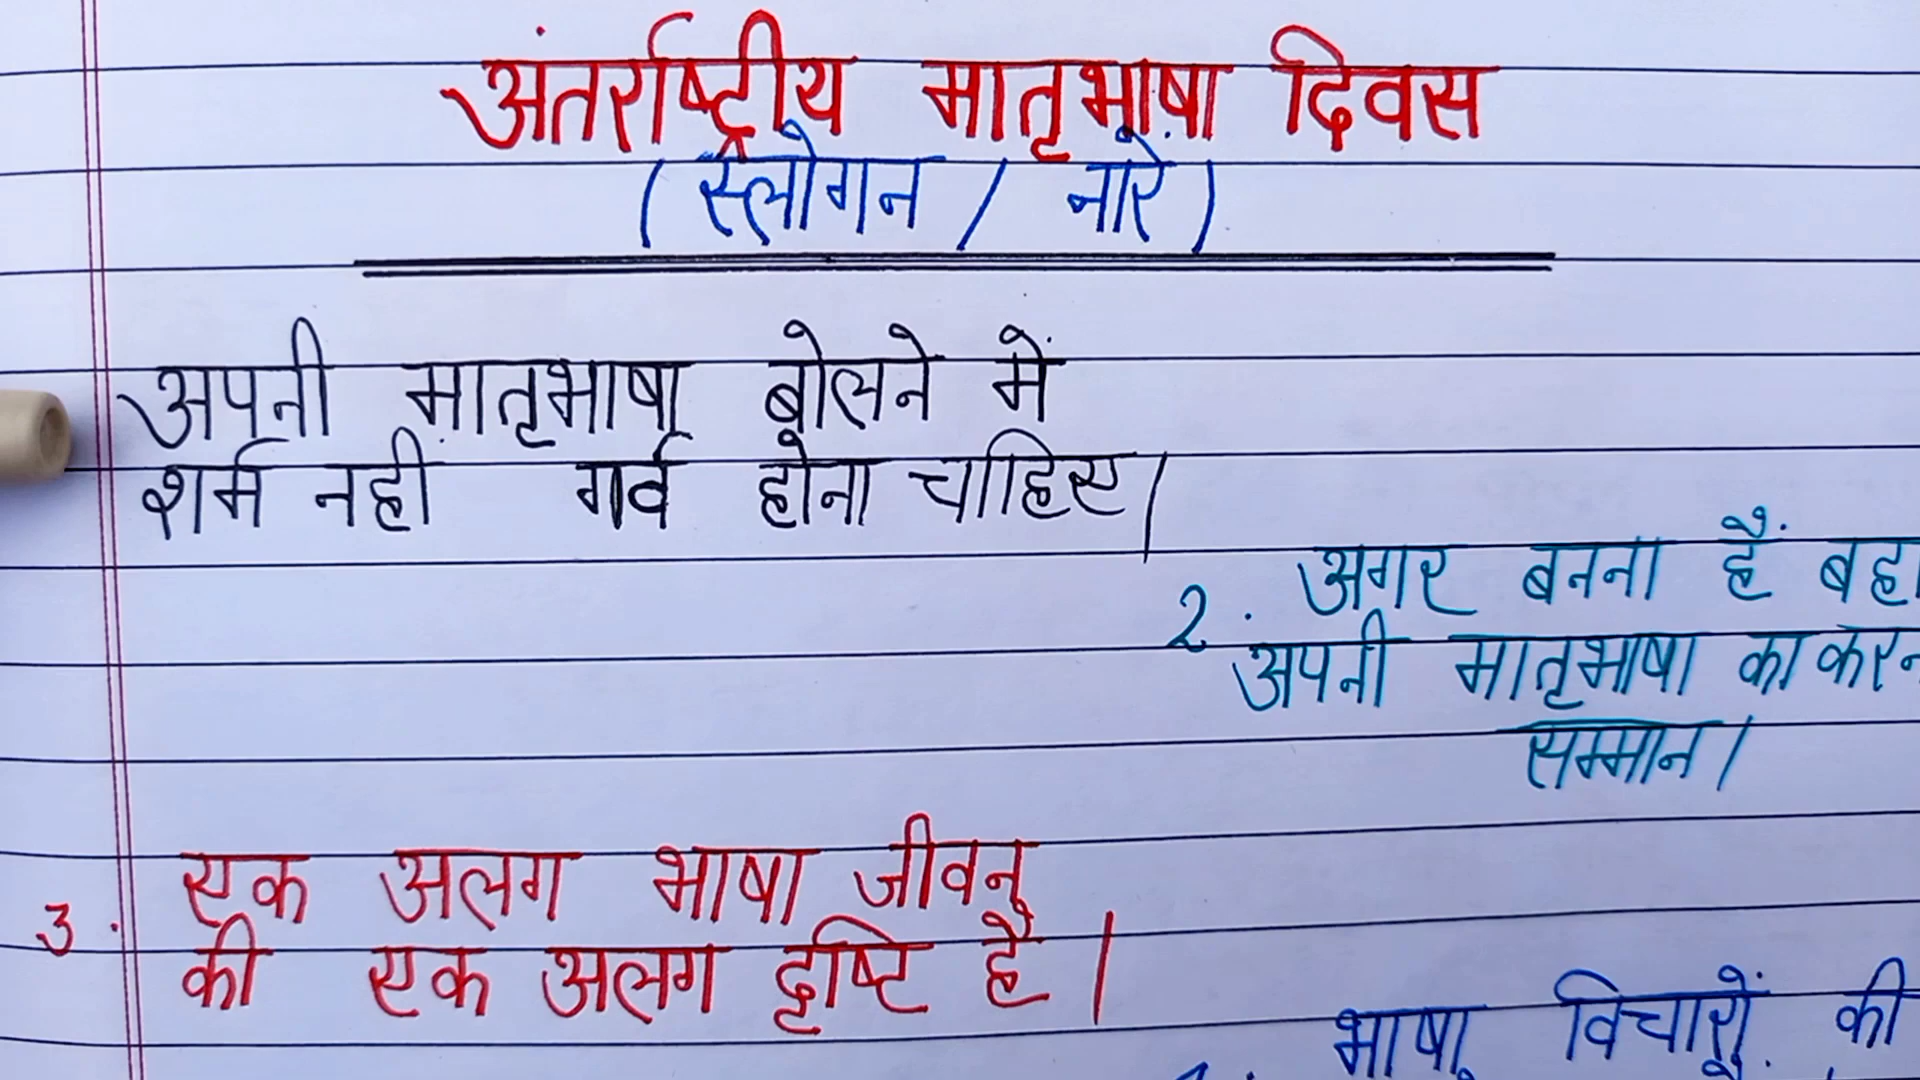 अंतर्राष्ट्रीय मातृभाषा दिवस
(स्लोगन / नारे)
अपनी मातृभाषा बोलने में
शर्म नहीं गर्व होना चाहिए।
2. अगर बनना हैं
अपनी मातृभाषा का
सम्मान।
3. एक अलग भाषा जीवन
की एक अलग दृष्टि है।
भाषा विचारों की